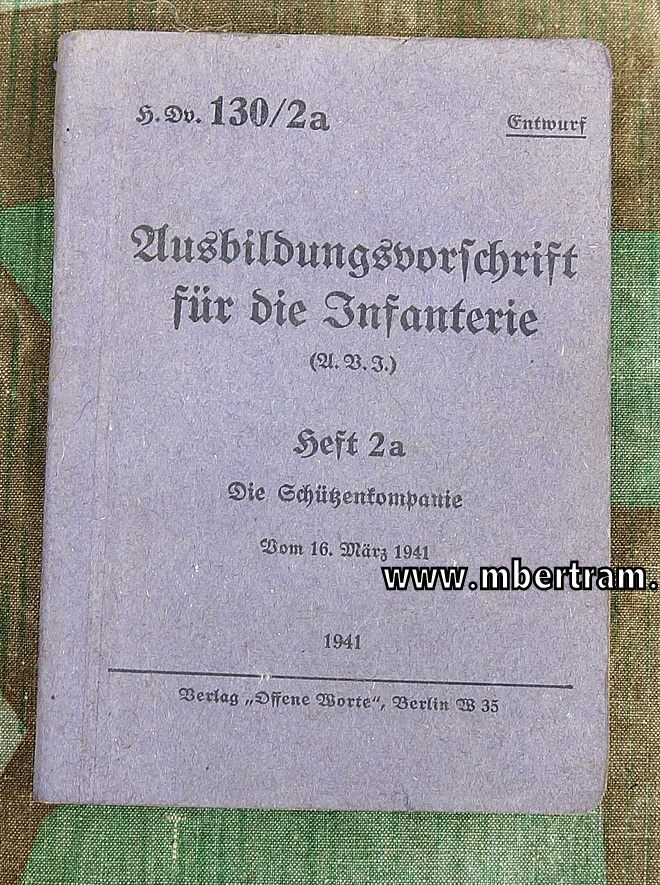 H. Dv. 130/2a
Entwurf
Ausbildungsvorschrift
für die Infanterie
(A. V. I.)
Heft 2a
Die Schützenkompanie
Vom 16. März 1941
www.mbertram.
1941
Verlag „Offene Worte“, Berlin W 35